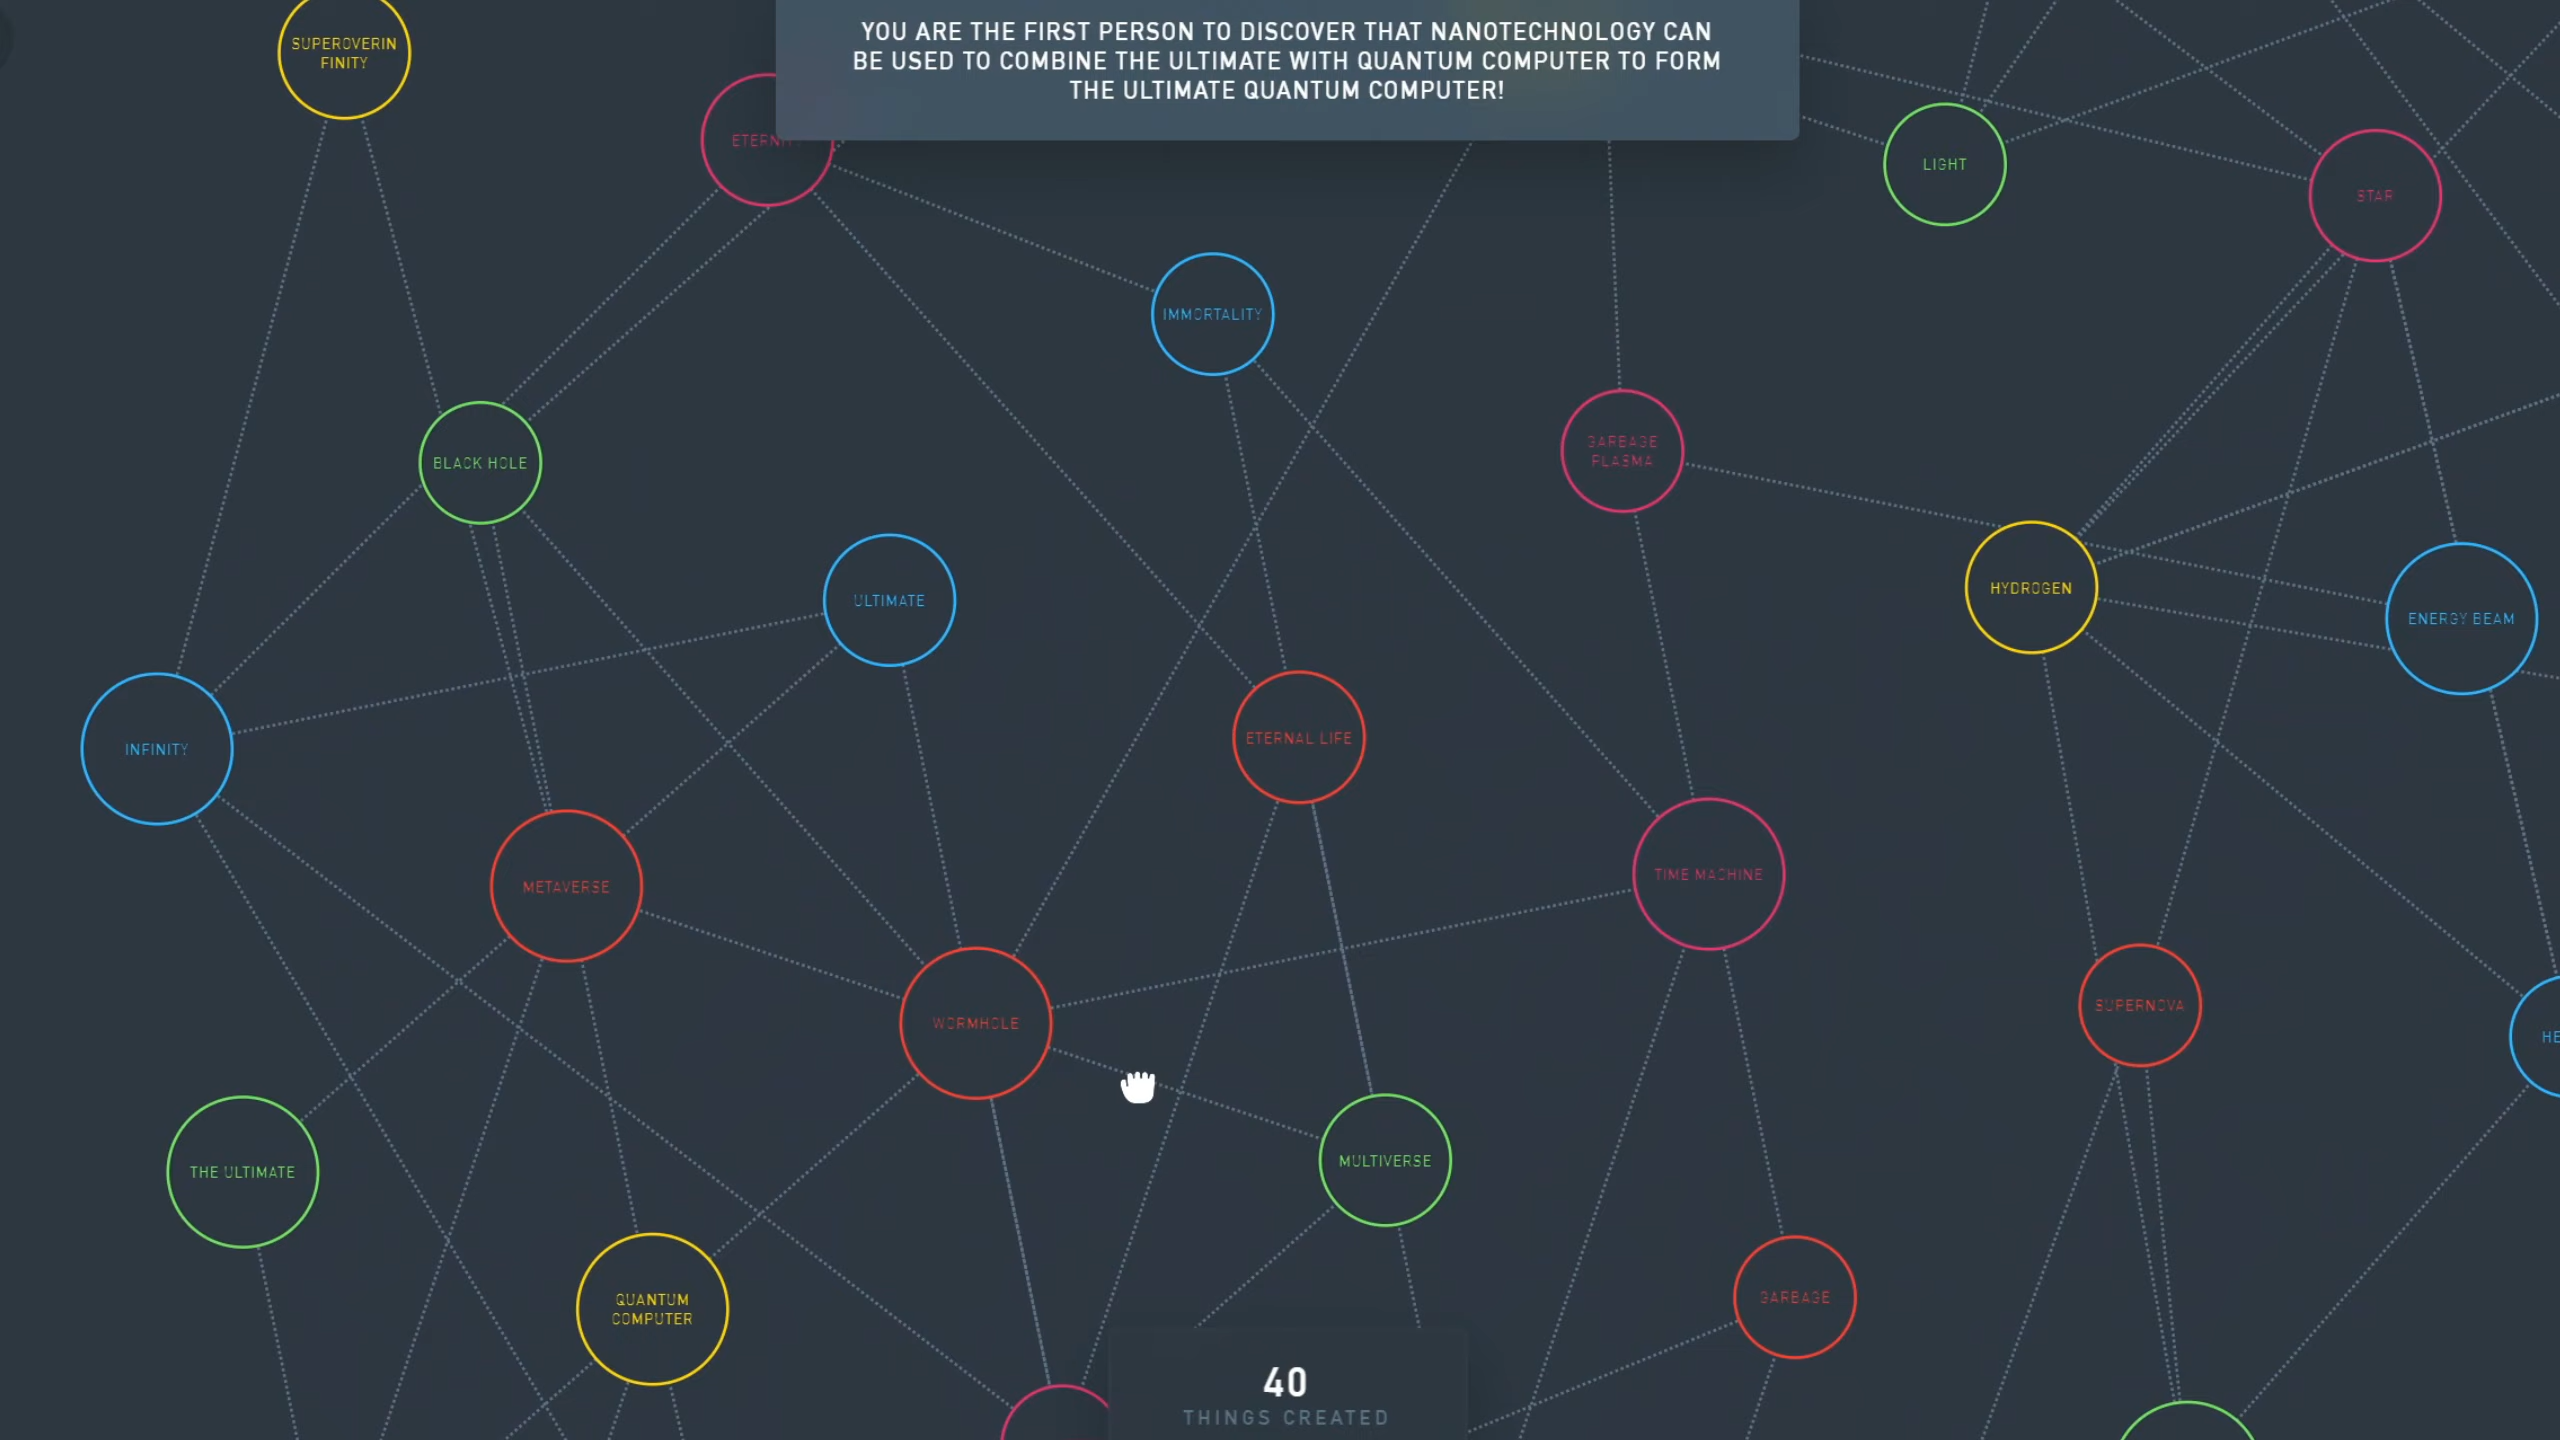 YOU ARE THE FIRST PERSON TO DISCOVER THAT NANOTECHNOLOGY CAN
BE USED TO COMBINE THE ULTIMATE WITH QUANTUM COMPUTER TO FORM
THE ULTIMATE QUANTUM COMPUTER!
SUPEROVERIN
FINITY
LIGHT
STAR
IMMORTALITY
GARBAGE
PLASMA
BLACK HOLE
HYDROGEN
ULTIMATE
ENERGY BEAM
ETERNAL LIFE
INFINITY
TIME MACHINE
METAVERSE
SUPERNOVA
WORMHOLE
MULTIVERSE
THE ULTIMATE
GARBAGE
QUANTUM
COMPUTER
40
THINGS CREATED